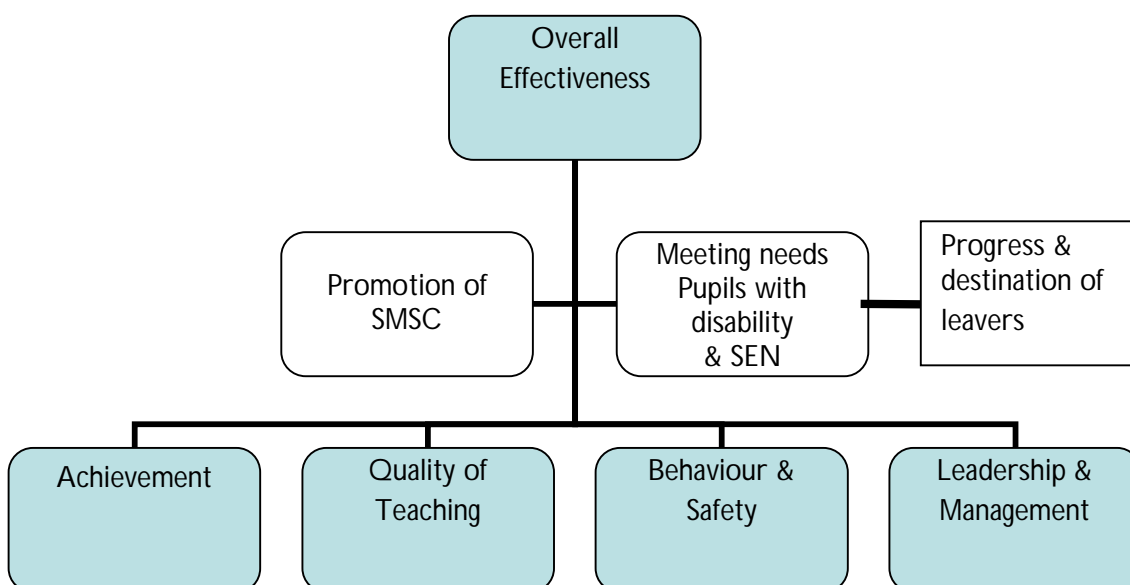 Overall
Effectiveness
Promotion of
SMSC
Meeting needs
Pupils with
disability
& SEN
Progress &
destination of
leavers
Achievement
Quality of
Teaching
Behaviour &
Safety
Leadership &
Management